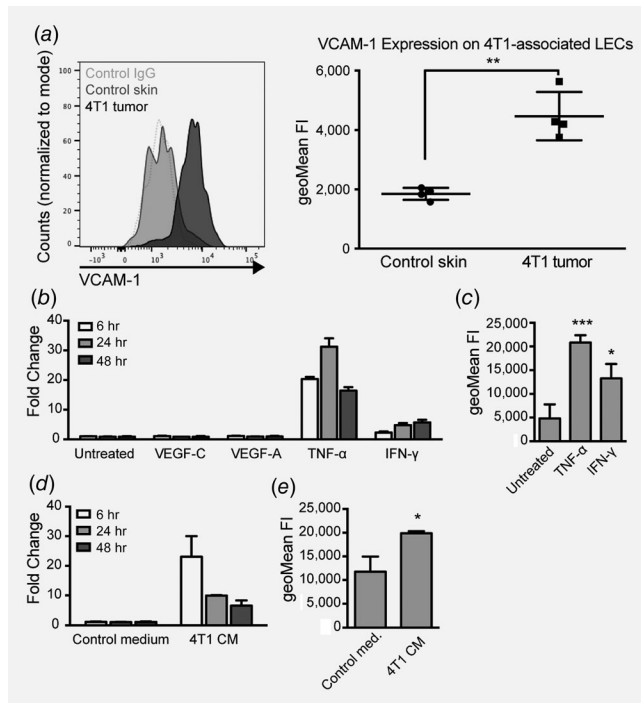 (a)
Control IgG
Control skin
4T1 tumor
Counts (normalized to mode)
100
80
60
40
20
0
-10³ 0 10³ 10⁴ 10⁵
VCAM-1
VCAM-1 Expression on 4T1-associated LECs
**
geoMean FI
6,000
4,000
2,000
0
Control skin 4T1 tumor
(b)
6 hr
24 hr
48 hr
Fold Change
40
30
20
10
0
Untreated VEGF-C VEGF-A TNF-α IFN-γ
(c)
geoMean FI
25,000
20,000
15,000
10,000
5,000
0
***
*
Untreated
TNF-α
IFN-γ
(d)
6 hr
24 hr
48 hr
Fold Change
40
30
20
10
0
Control medium 4T1 CM
(e)
geoMean FI
25,000
20,000
15,000
10,000
5,000
0
*
Control med.
4T1 CM